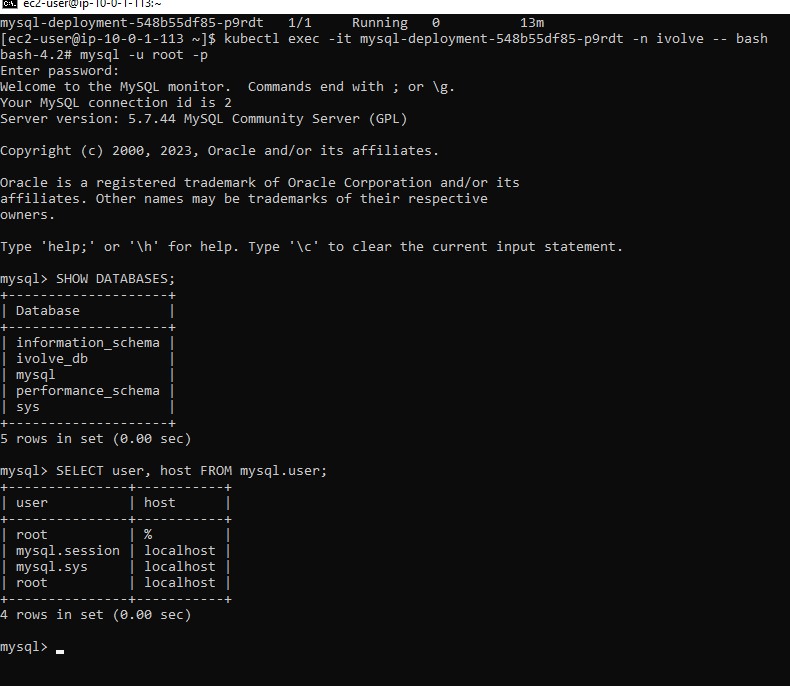 ec2-user@ip-10-0-1-113:~
mysql-deployment-548b55df85-p9rdt   1/1     Running   0          13m
[ec2-user@ip-10-0-1-113 ~]$ kubectl exec -it mysql-deployment-548b55df85-p9rdt -n ivolve -- bash
bash-4.2# mysql -u root -p
Enter password:
Welcome to the MySQL monitor.  Commands end with ; or \g.
Your MySQL connection id is 2
Server version: 5.7.44 MySQL Community Server (GPL)

Copyright (c) 2000, 2023, Oracle and/or its affiliates.

Oracle is a registered trademark of Oracle Corporation and/or its
affiliates. Other names may be trademarks of their respective
owners.

Type 'help;' or '\h' for help. Type '\c' to clear the current input statement.

mysql> SHOW DATABASES;
+--------------------+
| Database           |
+--------------------+
| information_schema |
| ivolve_db          |
| mysql              |
| performance_schema |
| sys                |
+--------------------+
5 rows in set (0.00 sec)

mysql> SELECT user, host FROM mysql.user;
+---------------+-----------+
| user          | host      |
+---------------+-----------+
| root          | %         |
| mysql.session | localhost |
| mysql.sys     | localhost |
| root          | localhost |
+---------------+-----------+
4 rows in set (0.00 sec)

mysql>